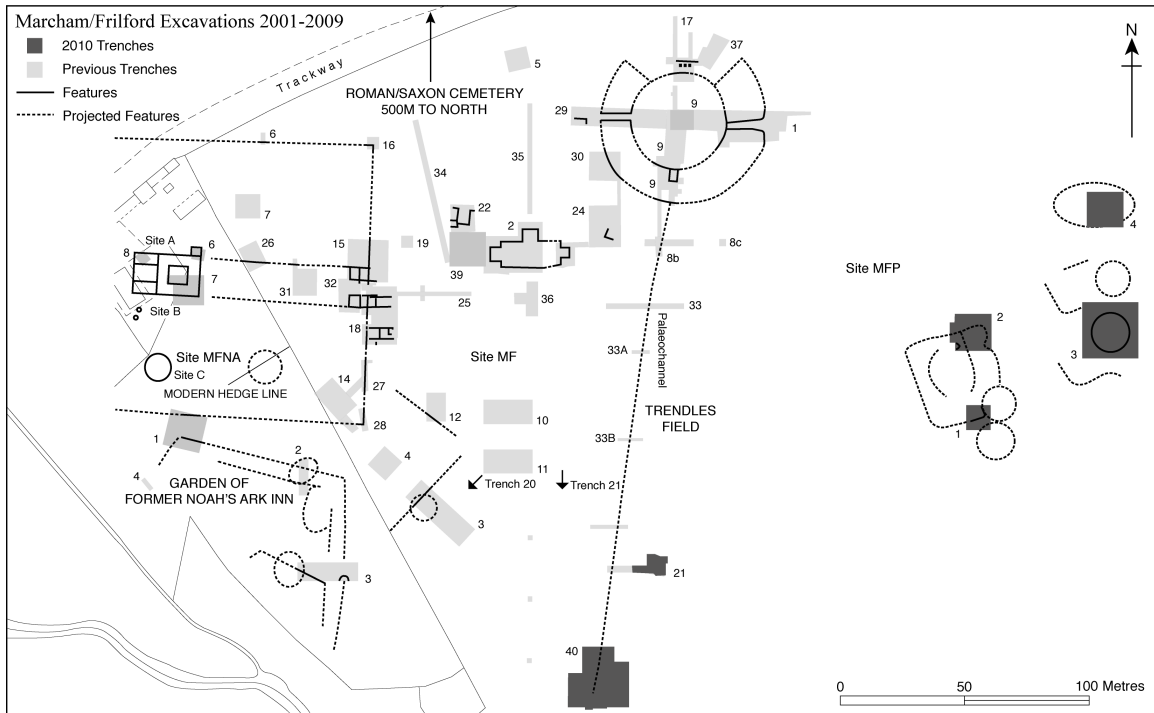 Marcham/Frilford Excavations 2001-2009
2010 Trenches
Previous Trenches
Features
Projected Features
Trackway
ROMAN/SAXON CEMETERY
500M TO NORTH
N
17
37
5
29
9
1
6
16
35
30
9
34
9
7
22
2
24
4
Site A
6
26
15
19
8
8c
8b
39
Site MFP
7
31
32
25
36
33
Site B
18
2
Palaeochannel
3
Site MFNA
Site C
Site MF
33A
MODERN HEDGE LINE
14
27
12
10
TRENDLES
FIELD
28
1
1
33B
2
4
11
4
GARDEN OF
FORMER NOAH'S ARK INN
Trench 20
Trench 21
3
3
21
40
0
50
100 Metres